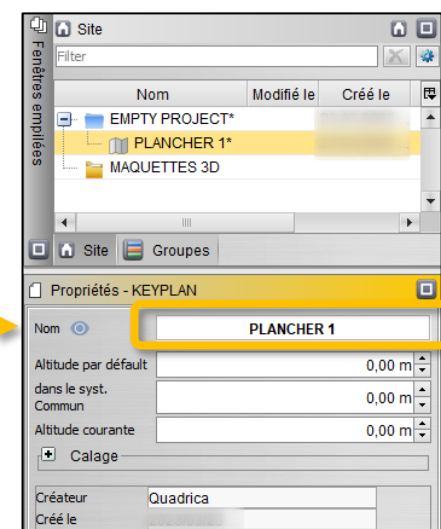 Fenêtres empilées
Site
Filter
Nom Modifié le Créé le
EMPTY PROJECT*
PLANCHER 1*
MAQUETTES 3D
Site Groupes
Propriétés - KEYPLAN
Nom PLANCHER 1
Altitude par défault 0,00 m
dans le syst.
Commun 0,00 m
Altitude courante 0,00 m
Calage
Créateur Quadrica
Créé le